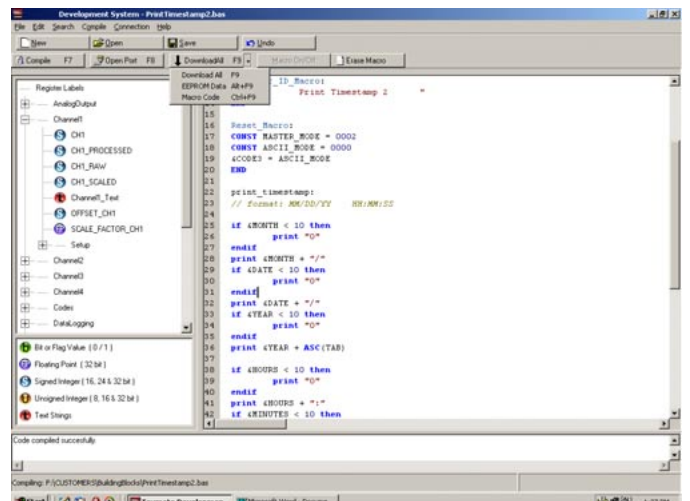 Development System - PrintTimestamp2.bas
File Edit Search Compile Connection Help
New Open Save Undo
Compile F7 Open Port F8 DownloadAll F9 Macro On/Off Erase Macro
Download All F9
EEPROM Data Alt+F9
Macro Code Ctrl+F9
Register Labels
AnalogOutput
Channel1
CH1
CH1_PROCESSED
CH1_RAW
CH1_SCALED
Channel1_Text
OFFSET_CH1
SCALE_FACTOR_CH1
Setup
Channel2
Channel3
Channel4
Codes
DataLogging
Bit or Flag Value ( 0 / 1 )
Floating Point ( 32 bit )
Signed Integer ( 16, 24 & 32 bit )
Unsigned Integer ( 8, 16 & 32 bit )
Text Strings
_ID_Macro:
Print Timestamp 2 "
15
16 Reset_Macro:
17 CONST MASTER_MODE = 0002
18 CONST ASCII_MODE = 0000
19 &CODE3 = ASCII_MODE
20 END
21
22 print_timestamp:
23 // format: MM/DD/YY HH:MM:SS
24
25 if &MONTH < 10 then
26 print "0"
27 endif
28 print &MONTH + "/"
29 if &DATE < 10 then
30 print "0"
31 endif
32 print &DATE + "/"
33 if &YEAR < 10 then
34 print "0"
35 endif
36 print &YEAR + ASC(TAB)
37
38 if &HOURS < 10 then
39 print "0"
40 endif
41 print &HOURS + ":"
42 if &MINUTES < 10 then
Code compiled succesfully
Compiling: P:\CUSTOMERS\BuildingBlocks\PrintTimestamp2.bas
Start